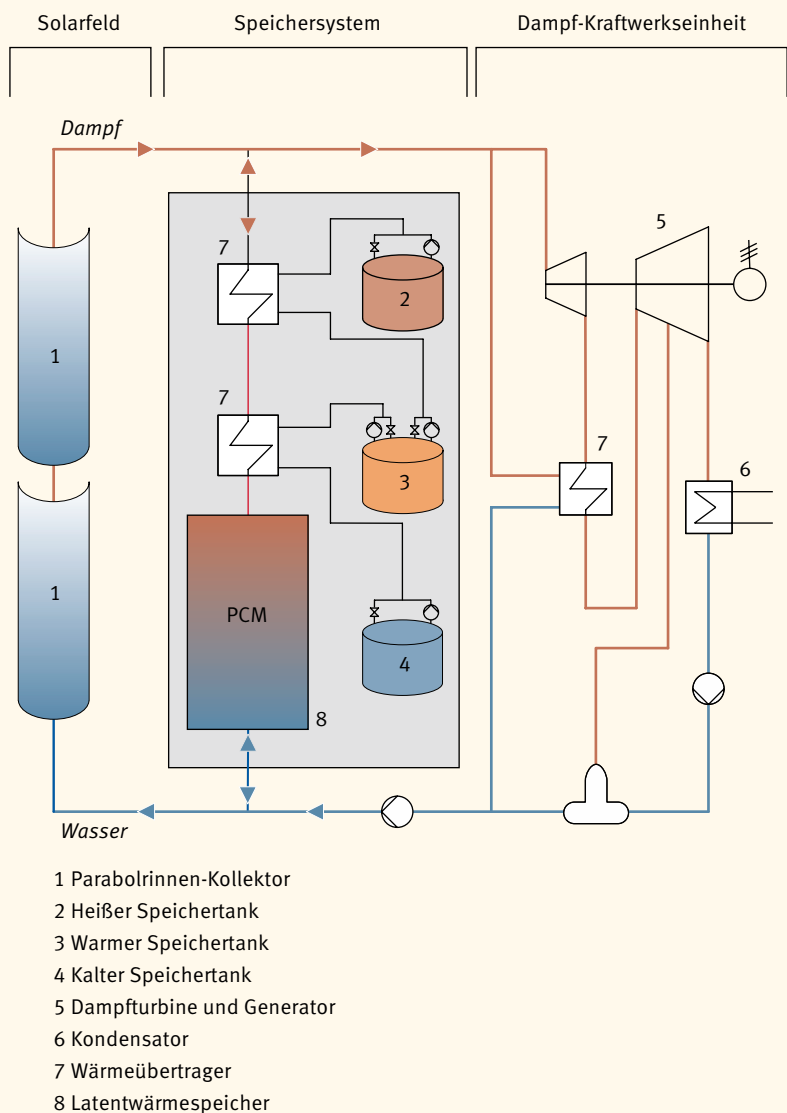 Solarfeld
Speichersystem
Dampf-Kraftwerkseinheit
Dampf
7
2
5
1
7
3
7
6
1
PCM
4
8
Wasser
1 Parabolrinnen-Kollektor
2 Heißer Speichertank
3 Warmer Speichertank
4 Kalter Speichertank
5 Dampfturbine und Generator
6 Kondensator
7 Wärmeübertrager
8 Latentwärmespeicher